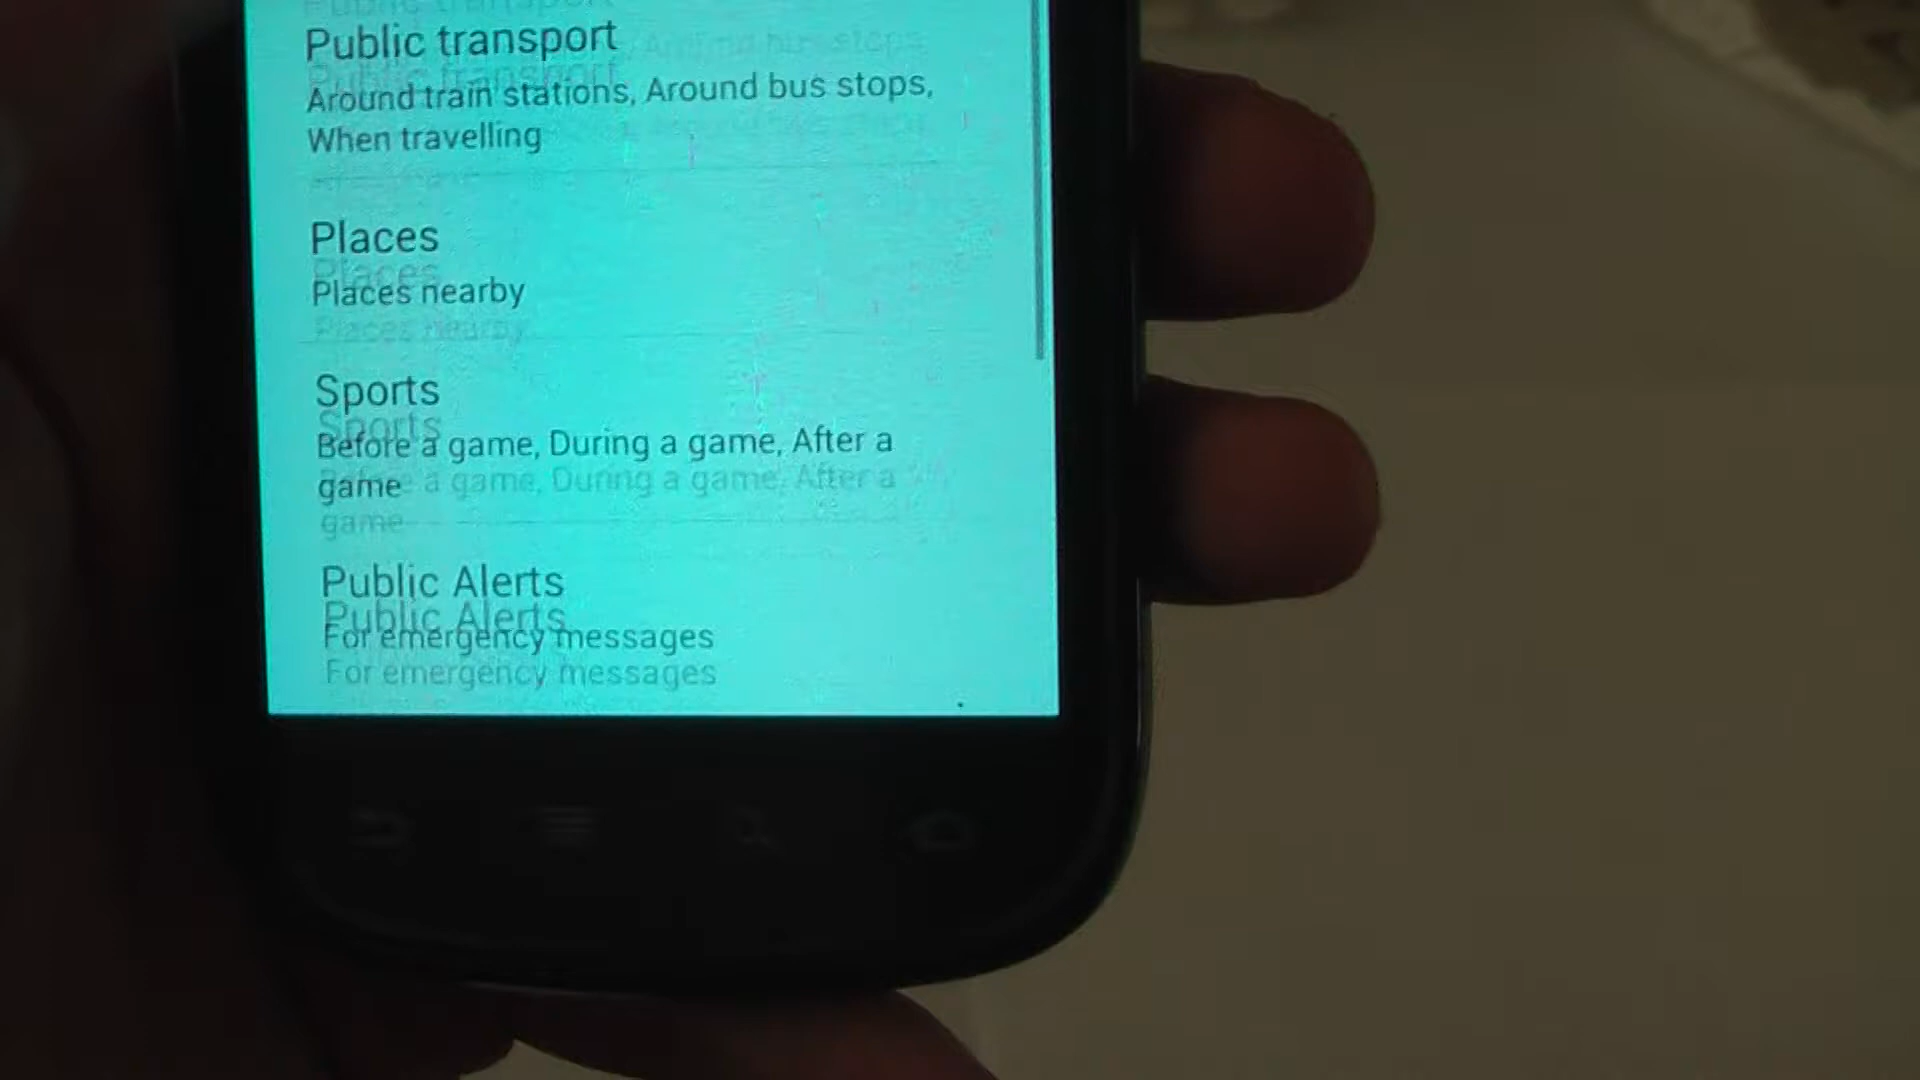 Public transport
Around train stations, Around bus stops,
When travelling
Places
Places nearby
Sports
Before a game, During a game, After a
game
Public Alerts
For emergency messages